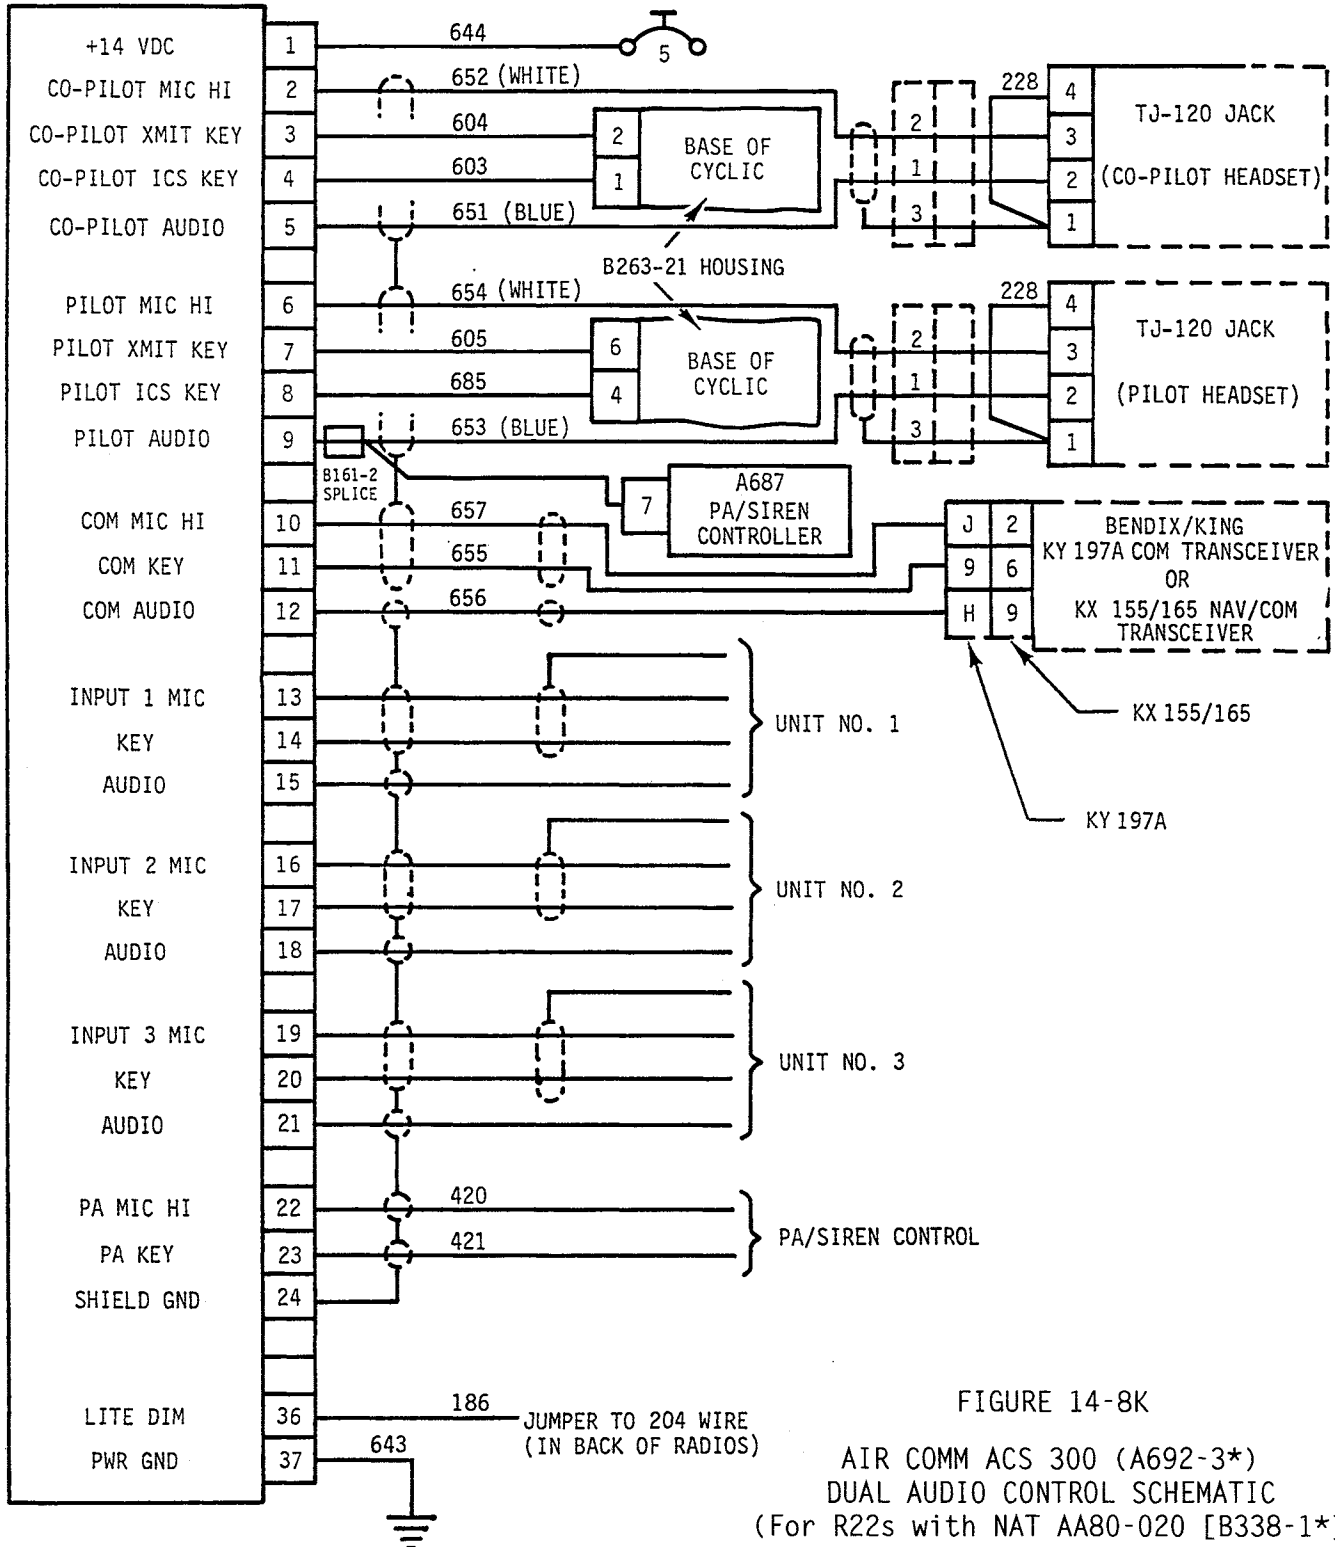 +14 VDC 1 644 5
CO-PILOT MIC HI 2 652 (WHITE)
CO-PILOT XMIT KEY 3 604 2
CO-PILOT ICS KEY 4 603 1
BASE OF
CYCLIC
CO-PILOT AUDIO 5 651 (BLUE)
2
1
3
228 4
3
2
1
TJ-120 JACK
(CO-PILOT HEADSET)
B263-21 HOUSING
PILOT MIC HI 6 654 (WHITE)
PILOT XMIT KEY 7 605 6
PILOT ICS KEY 8 685 4
BASE OF
CYCLIC
PILOT AUDIO 9 653 (BLUE)
2
1
3
228 4
3
2
1
TJ-120 JACK
(PILOT HEADSET)
B161-2
SPLICE
7
A687
PA/SIREN
CONTROLLER
COM MIC HI 10 657 J 2
COM KEY 11 655 9 6
COM AUDIO 12 656 H 9
BENDIX/KING
KY 197A COM TRANSCEIVER
OR
KX 155/165 NAV/COM
TRANSCEIVER
KX 155/165
KY 197A
INPUT 1 MIC 13
KEY 14
AUDIO 15
UNIT NO. 1
INPUT 2 MIC 16
KEY 17
AUDIO 18
UNIT NO. 2
INPUT 3 MIC 19
KEY 20
AUDIO 21
UNIT NO. 3
PA MIC HI 22 420
PA KEY 23 421
PA/SIREN CONTROL
SHIELD GND 24
LITE DIM 36 186
JUMPER TO 204 WIRE
(IN BACK OF RADIOS)
PWR GND 37 643
FIGURE 14-8K
AIR COMM ACS 300 (A692-3*)
DUAL AUDIO CONTROL SCHEMATIC
(For R22s with NAT AA80-020 [B338-1*]